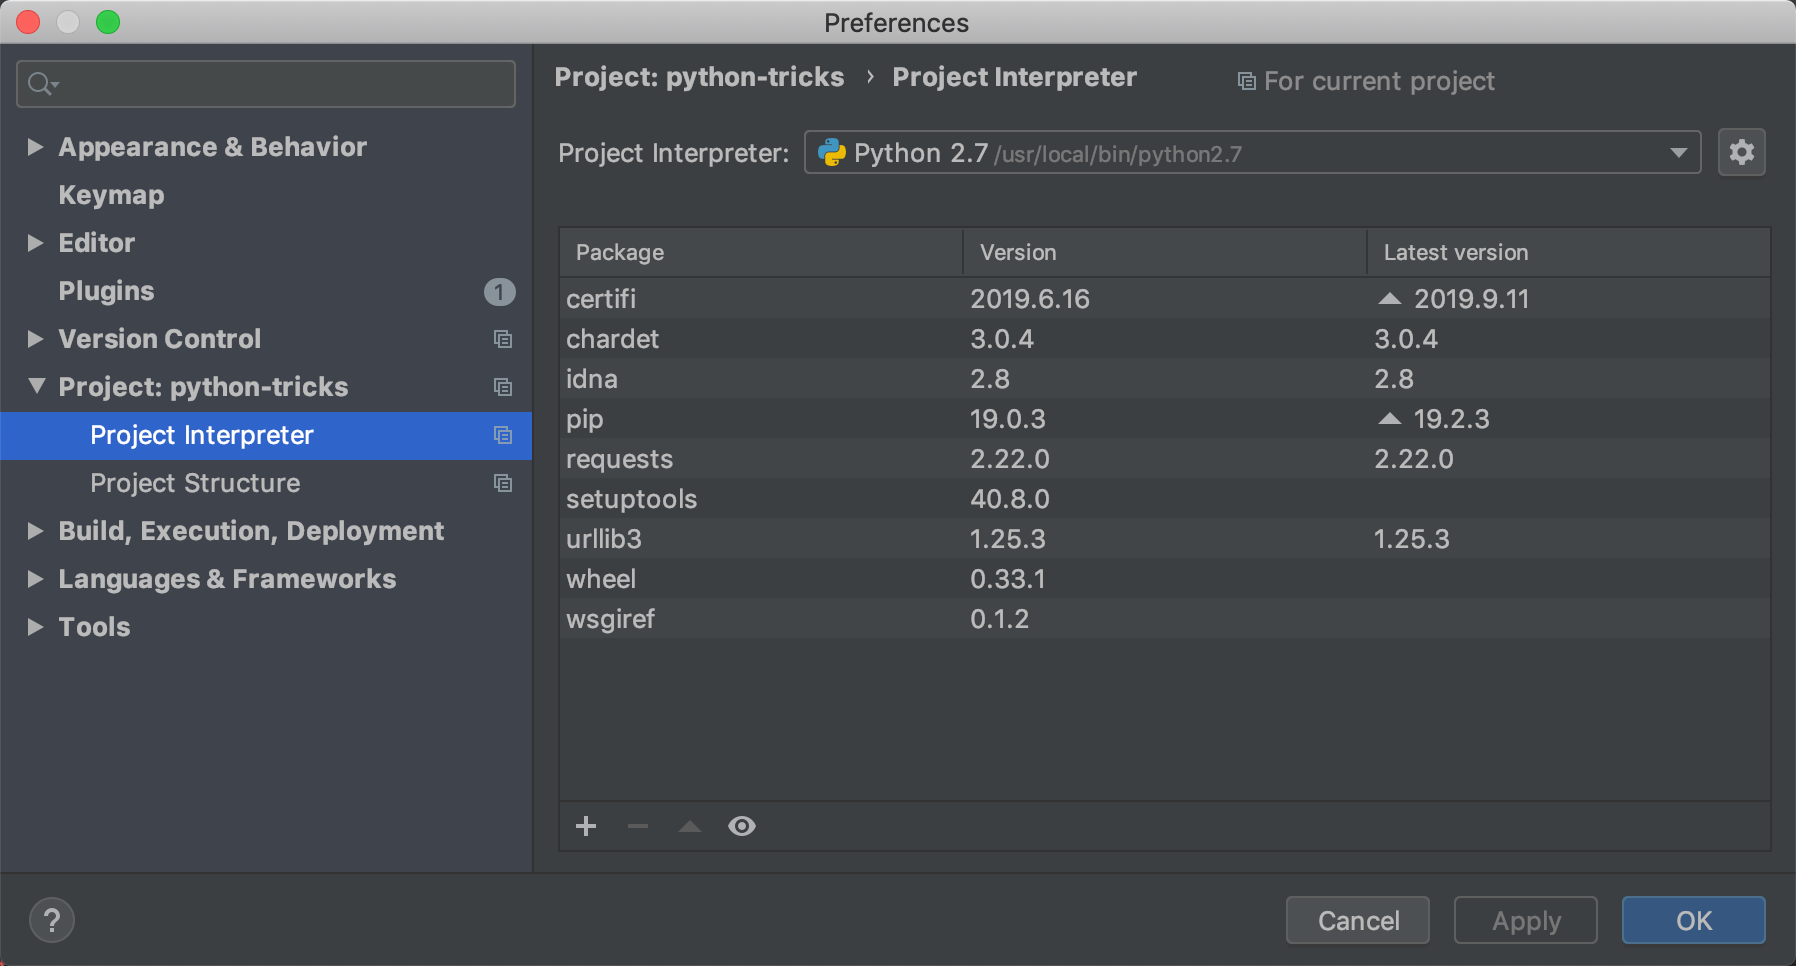 Preferences
Appearance & Behavior
Keymap
Editor
Plugins 1
Version Control
Project: python-tricks
Project Interpreter
Project Structure
Build, Execution, Deployment
Languages & Frameworks
Tools
Project: python-tricks › Project Interpreter For current project
Project Interpreter: Python 2.7 /usr/local/bin/python2.7
Package Version Latest version
certifi 2019.6.16 2019.9.11
chardet 3.0.4 3.0.4
idna 2.8 2.8
pip 19.0.3 19.2.3
requests 2.22.0 2.22.0
setuptools 40.8.0
urllib3 1.25.3 1.25.3
wheel 0.33.1
wsgiref 0.1.2
? Cancel Apply OK